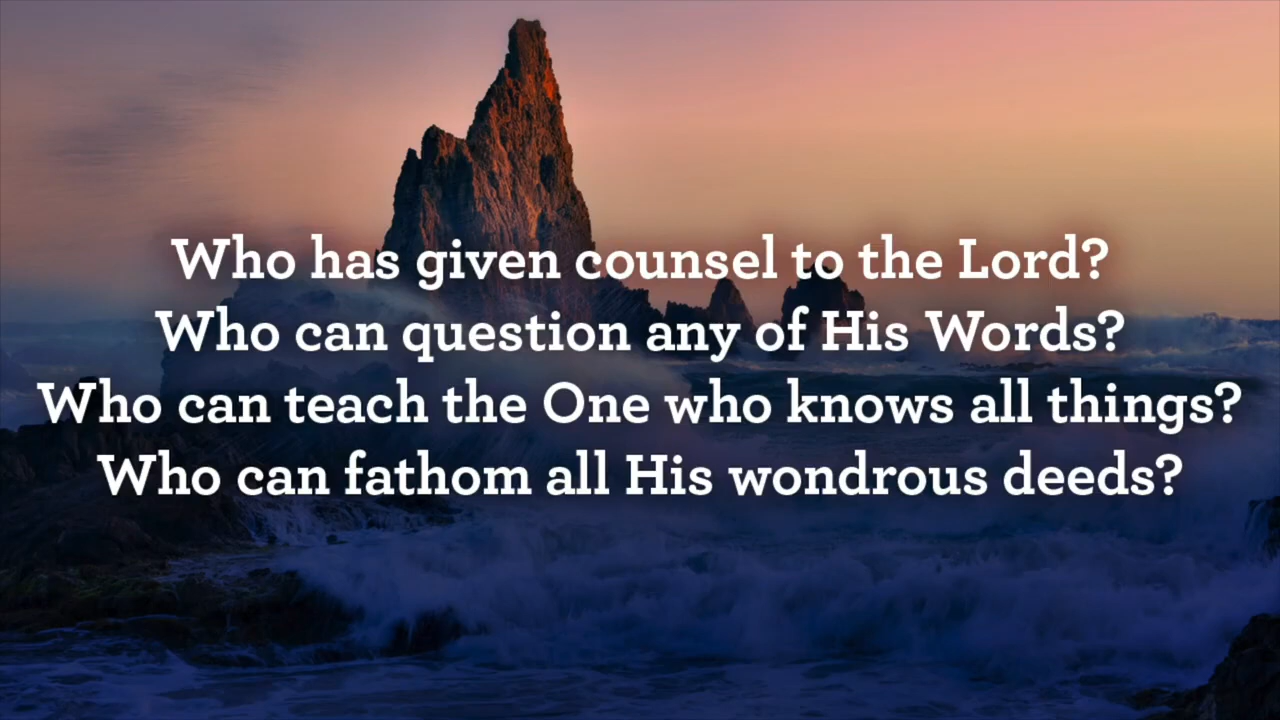 Who has given counsel to the Lord?
Who can question any of His Words?
Who can teach the One who knows all things?
Who can fathom all His wondrous deeds?